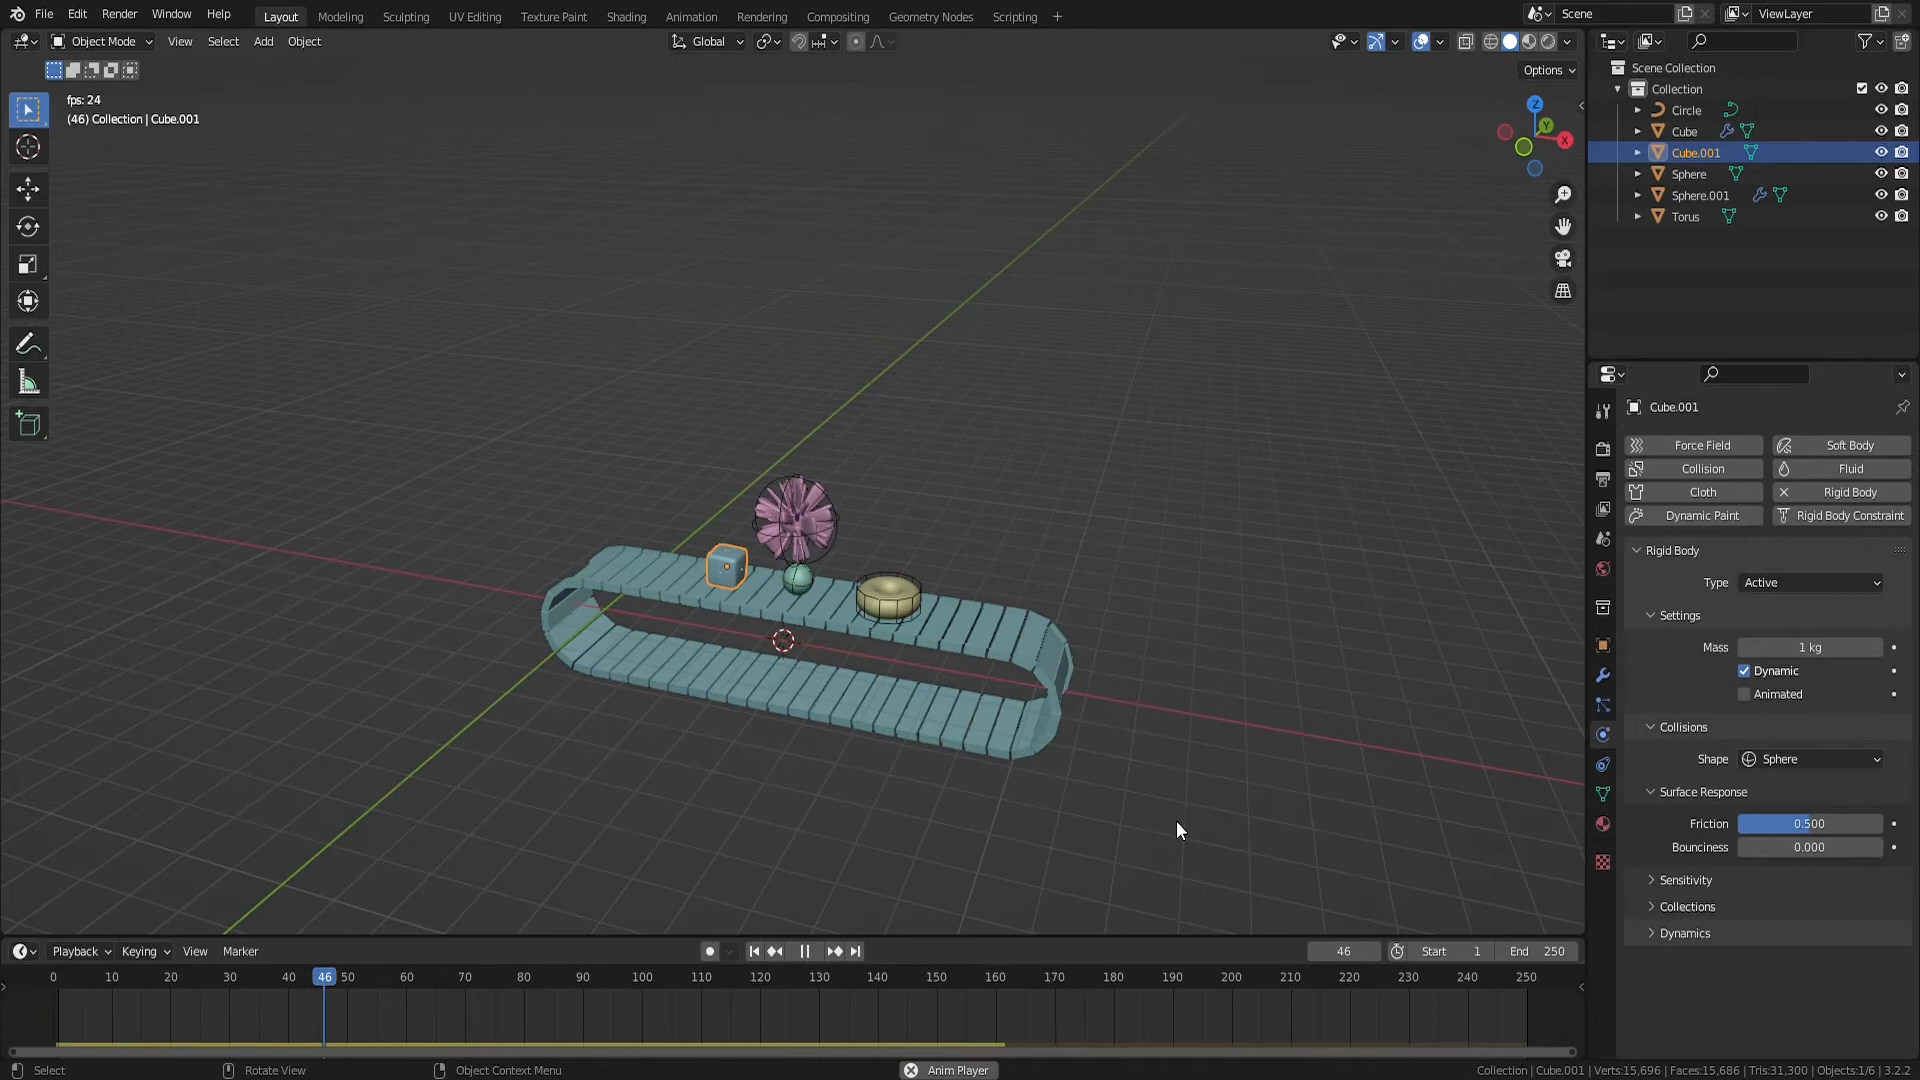 File Edit Render Window Help Layout Modeling Sculpting UV Editing Texture Paint Shading Animation Rendering Compositing Geometry Nodes Scripting + Scene ViewLayer
Object Mode View Select Add Object Global
Options
fps: 24
(46) Collection | Cube.001
Z
Y
X
Scene Collection
Collection
Circle
Cube
Cube.001
Sphere
Sphere.001
Torus
Cube.001
Force Field Soft Body
Collision Fluid
Cloth Rigid Body
Dynamic Paint Rigid Body Constraint
Rigid Body
Type Active
Settings
Mass 1 kg
Dynamic
Animated
Collisions
Shape Sphere
Surface Response
Friction 0.500
Bounciness 0.000
Sensitivity
Collections
Dynamics
Playback Keying View Marker 46 Start 1 End 250
0 10 20 30 40 46 50 60 70 80 90 100 110 120 130 140 150 160 170 180 190 200 210 220 230 240 250
Select Rotate View Object Context Menu Anim Player Collection | Cube.001 | Verts:15,696 | Faces:15,686 | Tris:31,300 | Objects:1/6 | 3.2.2